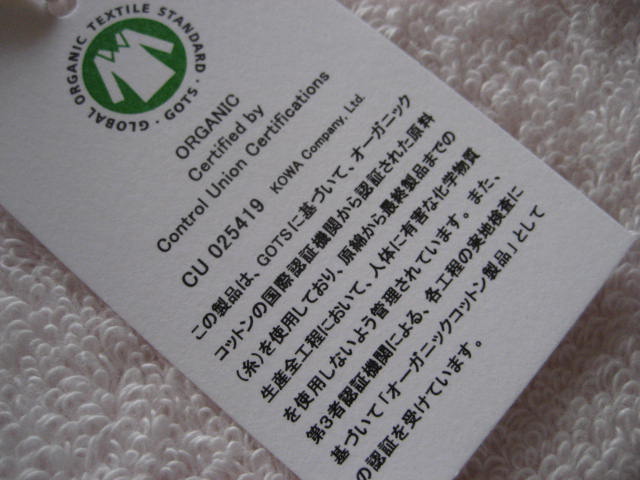 GLOBAL ORGANIC TEXTILE STANDARD · GOTS ·
ORGANIC
Certified by
Control Union Certifications
CU 025419 KOWA Company, Ltd.
この製品は、GOTSに基づいて、オーガニック
コットンの国際認証機関から認証された原料
(糸)を使用しており、原綿から最終製品までの
生産全工程において、人体に有害な化学物質
を使用しないよう管理されています。また、
第3者認証機関による、各工程の実地検査に
基づいて「オーガニックコットン製品」として
の認証を受けています。